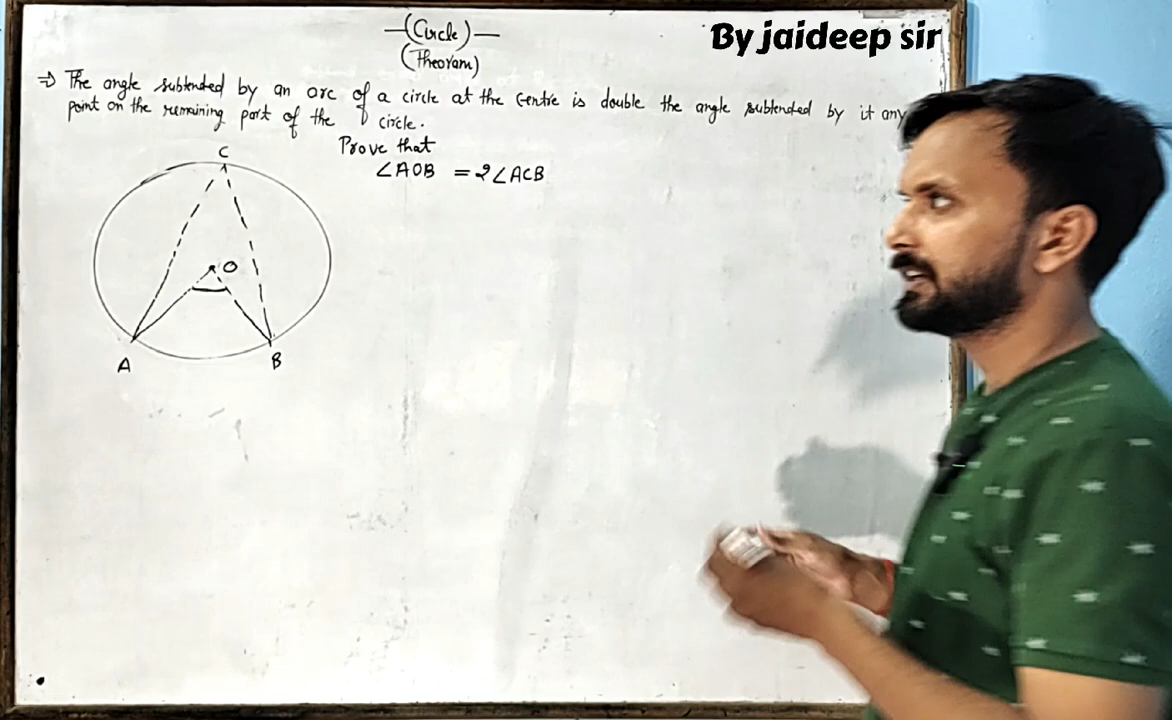 By jaideep sir
(Circle)
(Theoram)
⇒ The angle subtended by an arc of a circle at the centre is double the angle subtended by it any
point on the remaining part of the circle.
Prove that
∠AOB = 2∠ACB
C
O
A
B